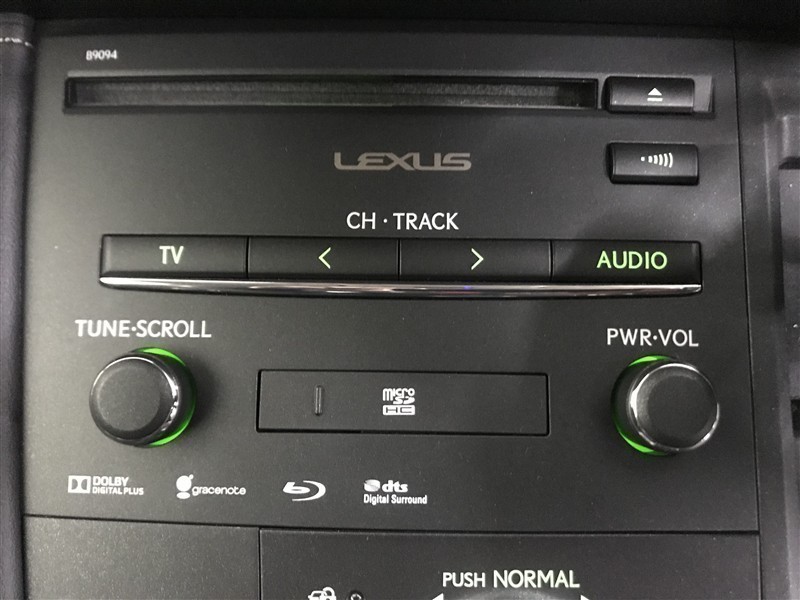 89094
LEXUS
CH · TRACK
TV < > AUDIO
TUNE·SCROLL
PWR·VOL
micro
SD
HC
DOLBY
DIGITAL PLUS
gracenote
dts
Digital Surround
PUSH NORMAL